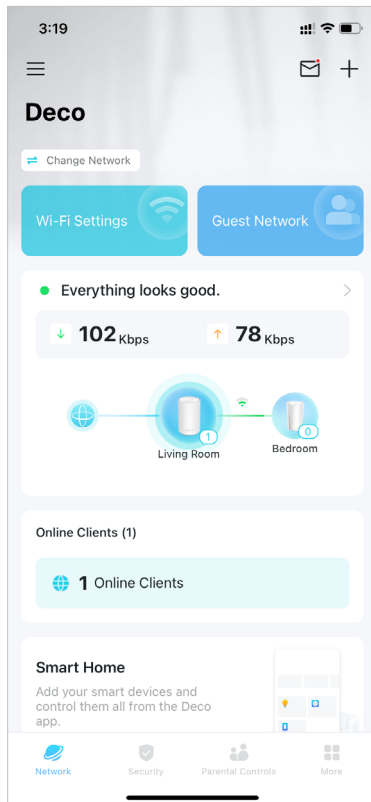 3:19
Deco
Change Network
Wi-Fi Settings
Guest Network
Everything looks good.
102 Kbps
78 Kbps
1
0
Living Room
Bedroom
Online Clients (1)
1 Online Clients
Smart Home
Add your smart devices and
control them all from the Deco
app.
Network
Security
Parental Controls
More